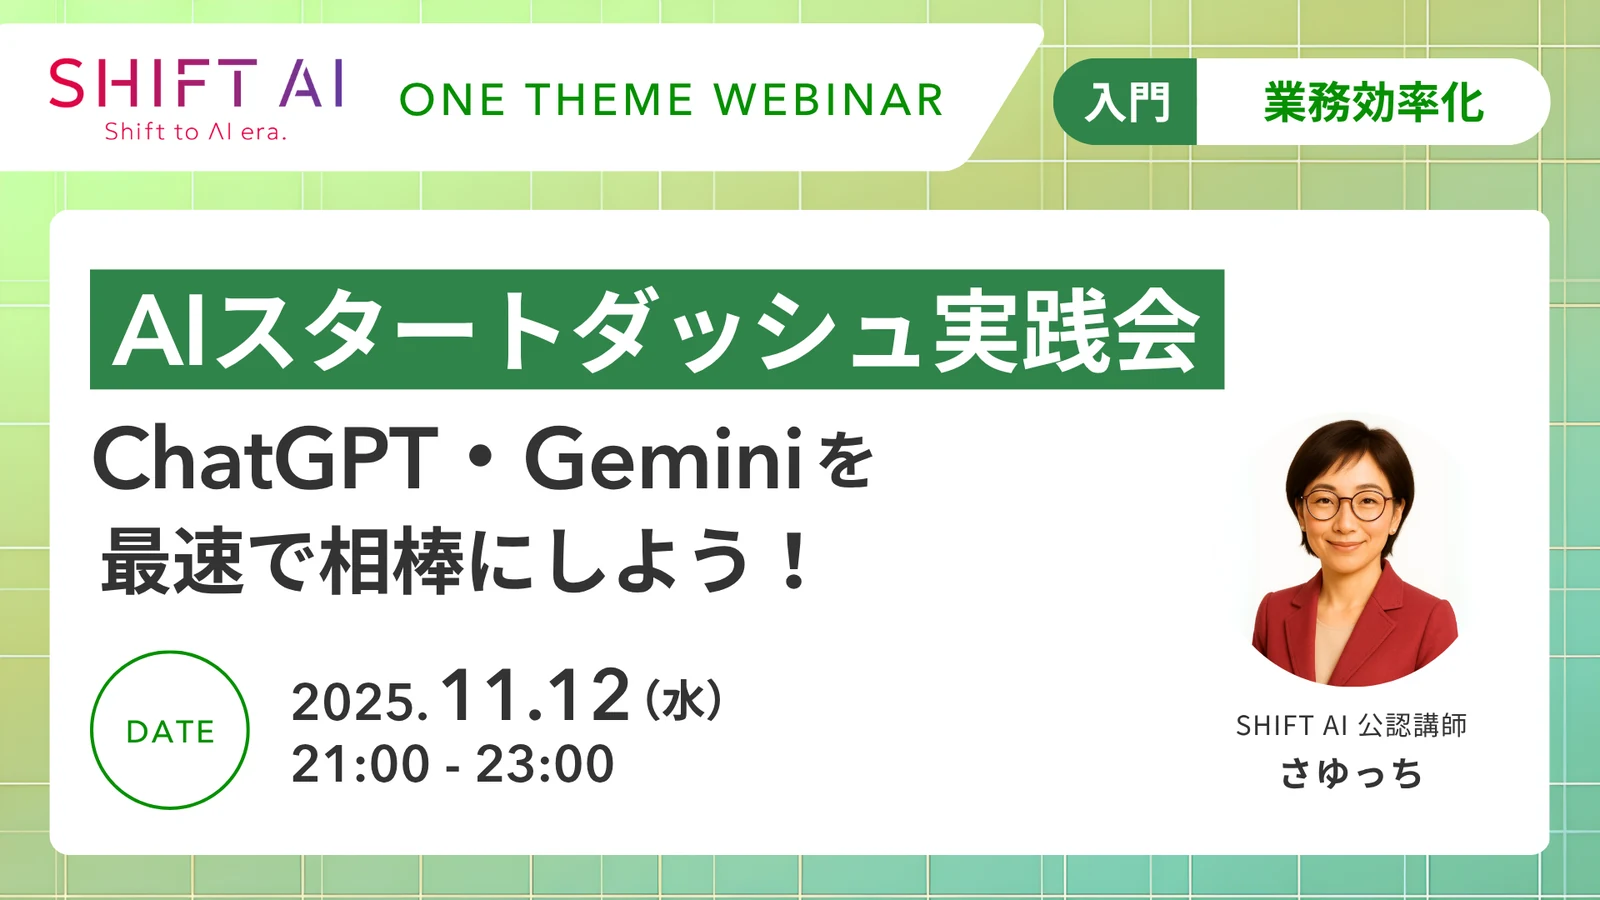 SHIFT AI
Shift to AI era.
ONE THEME WEBINAR
入門
業務効率化
AIスタートダッシュ実践会
ChatGPT・Geminiを
最速で相棒にしよう！
DATE
2025.11.12（水）
21:00 - 23:00
SHIFT AI 公認講師
さゆっち